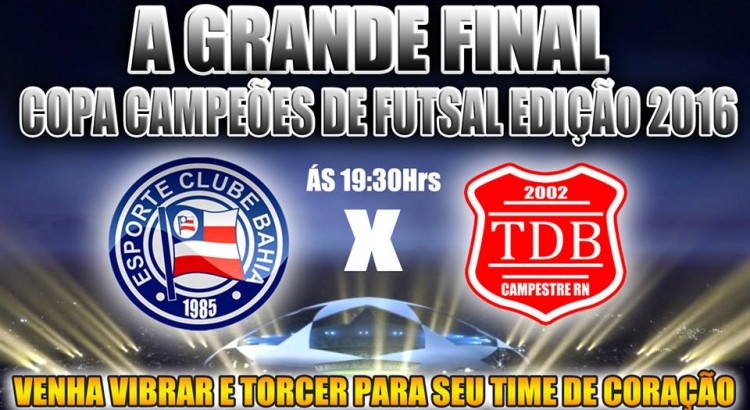 A GRANDE FINAL
COPA CAMPEÕES DE FUTSAL EDIÇÃO 2016
ÁS 19:30Hrs
ESPORTE CLUBE BAHIA
1985
X
2002
TDB
CAMPESTRE RN
VENHA VIBRAR E TORCER PARA SEU TIME DE CORAÇÃO